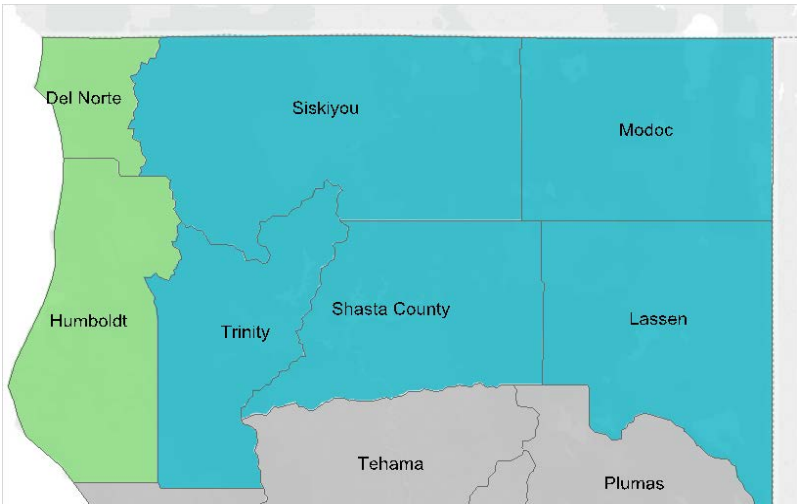 Del Norte
Siskiyou
Modoc
Humboldt
Trinity
Shasta County
Lassen
Tehama
Plumas